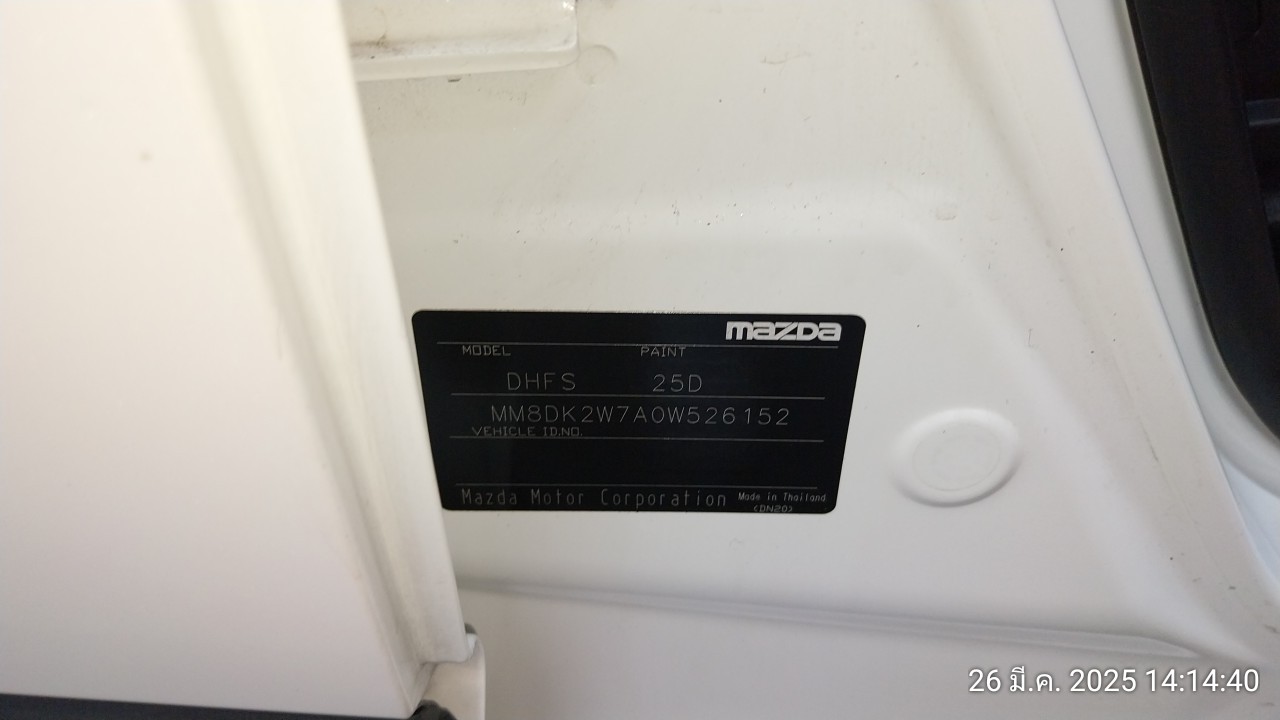 mazda
MODEL PAINT
DHFS 25D
MM8DK2W7A0W526152
VEHICLE ID.NO.
Mazda Motor Corporation Made in Thailand
<DN20>
26 มี.ค. 2025 14:14:40